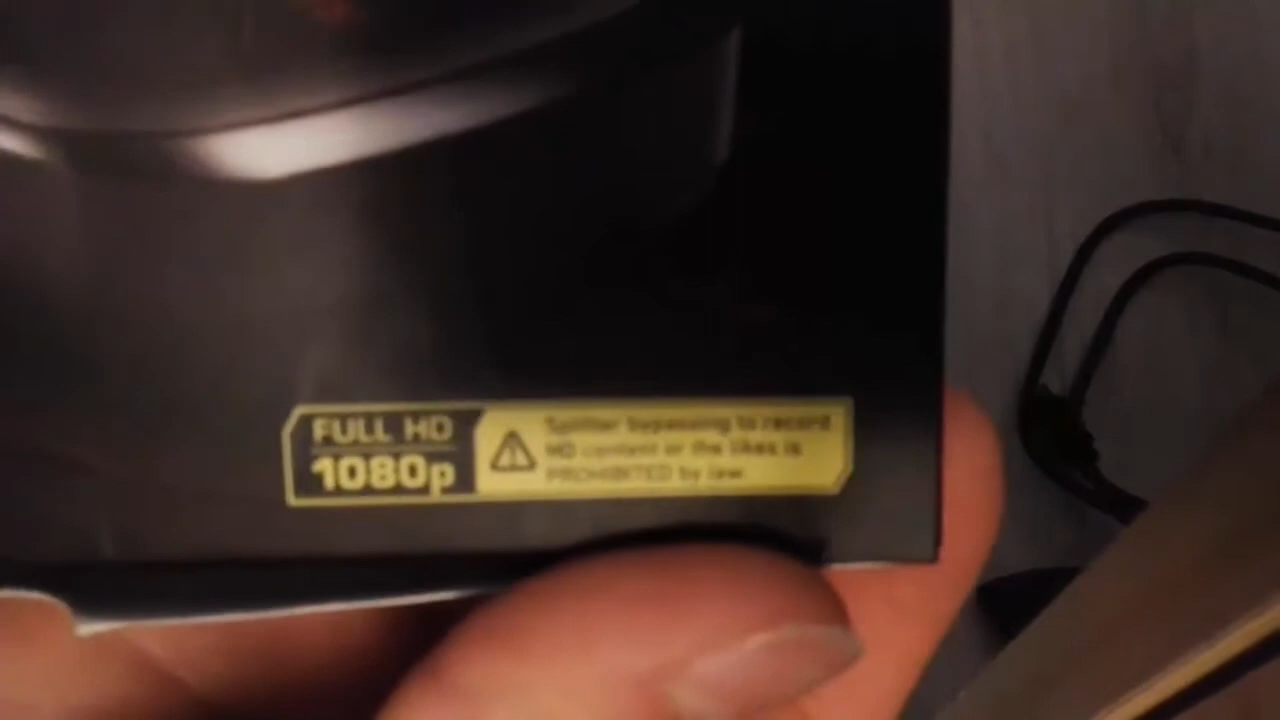 FULL HD
1080p
Splitter bypassing to record
HD content or the likes is
PROHIBITED by law.